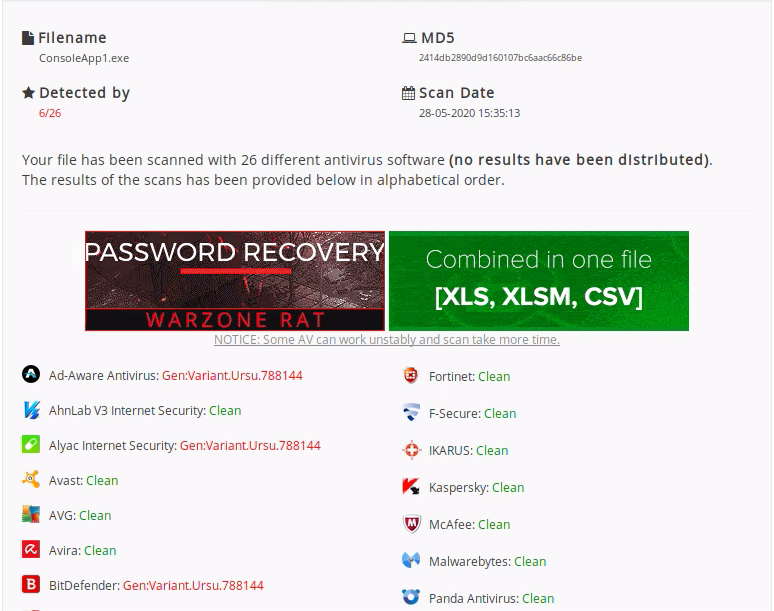 Filename
ConsoleApp1.exe
MD5
2414db2890d9d160107bc6aac66c86be
Detected by
6/26
Scan Date
28-05-2020 15:35:13
Your file has been scanned with 26 different antivirus software (no results have been distributed).
The results of the scans has been provided below in alphabetical order.
PASSWORD RECOVERY
WARZONE RAT
Combined in one file
[XLS, XLSM, CSV]
NOTICE: Some AV can work unstably and scan take more time.
Ad-Aware Antivirus: Gen:Variant.Ursu.788144
AhnLab V3 Internet Security: Clean
Alyac Internet Security: Gen:Variant.Ursu.788144
Avast: Clean
AVG: Clean
Avira: Clean
BitDefender: Gen:Variant.Ursu.788144
Fortinet: Clean
F-Secure: Clean
IKARUS: Clean
Kaspersky: Clean
McAfee: Clean
Malwarebytes: Clean
Panda Antivirus: Clean